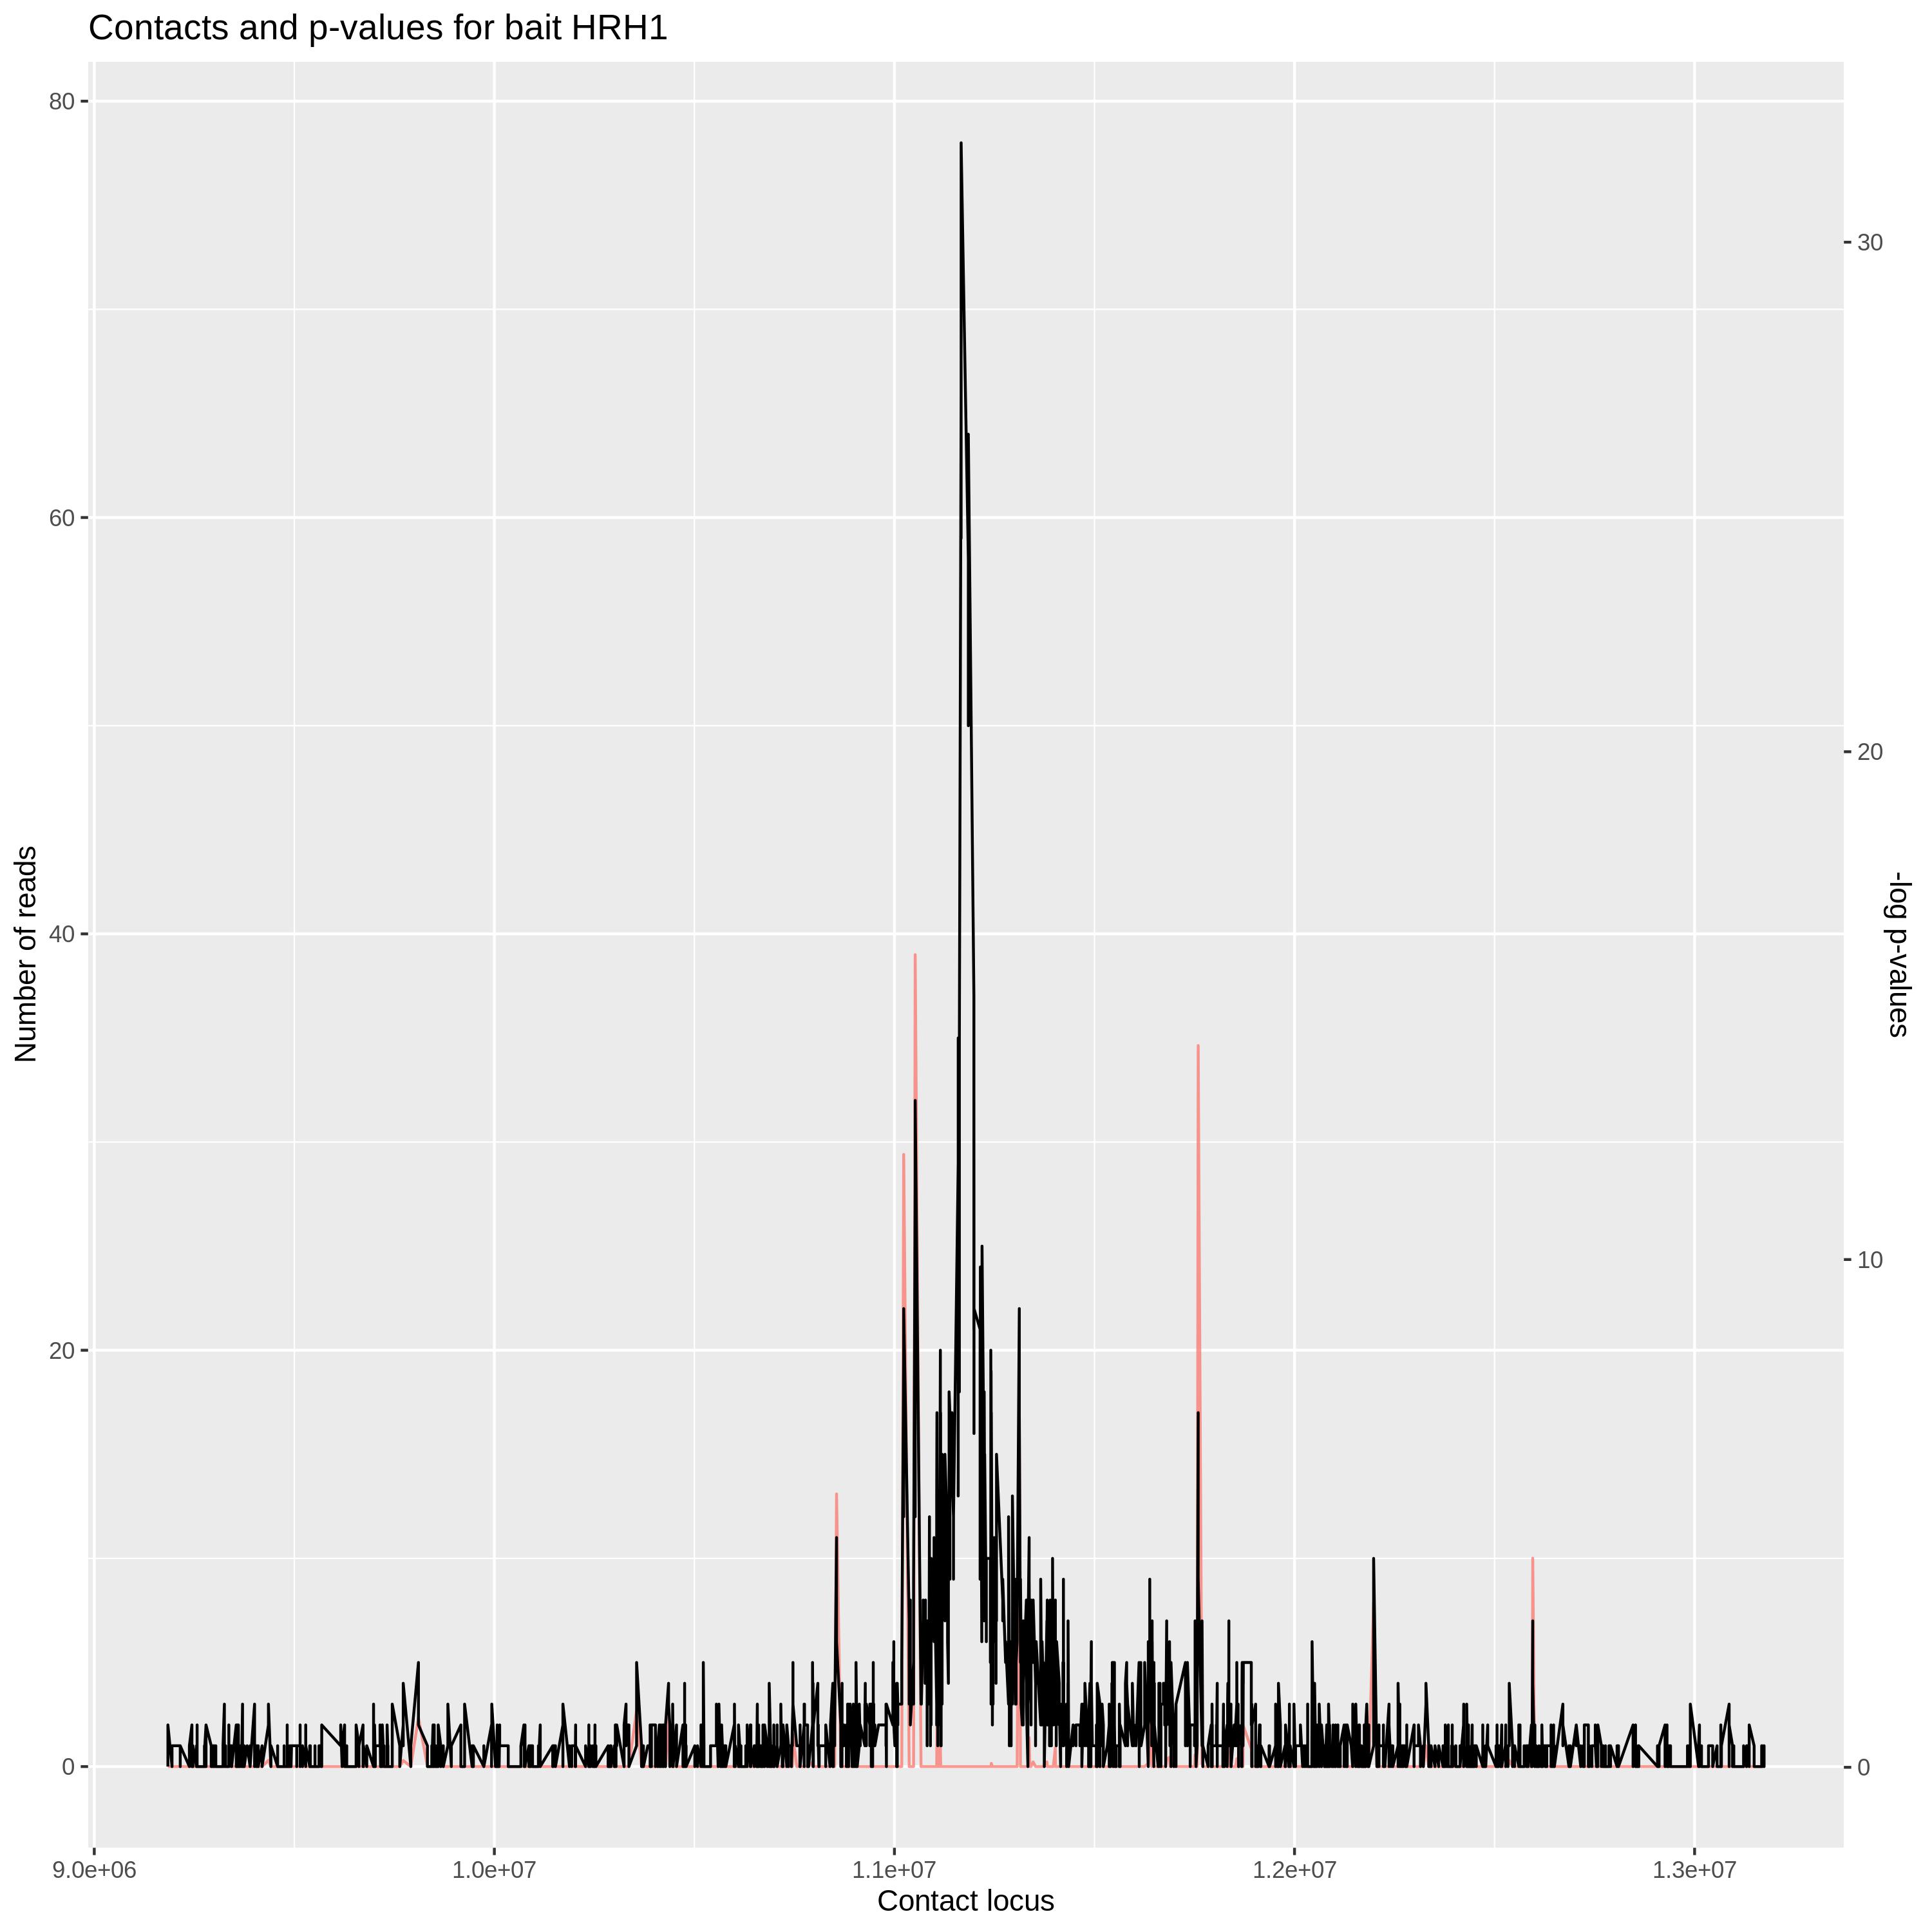 Contacts and p-values for bait HRH1
80
60
40
20
0
30
20
10
0
Number of reads
-log p-values
9.0e+06 1.0e+07 1.1e+07 1.2e+07 1.3e+07
Contact locus